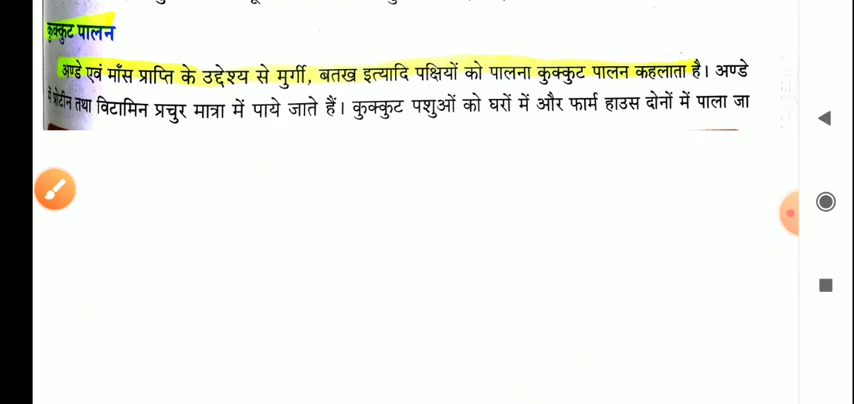 कुक्कुट पालन
अण्डे एवं माँस प्राप्ति के उद्देश्य से मुर्गी, बतख इत्यादि पक्षियों को पालना कुक्कुट पालन कहलाता है। अण्डे
में प्रोटीन तथा विटामिन प्रचुर मात्रा में पाये जाते हैं। कुक्कुट पशुओं को घरों में और फार्म हाउस दोनों में पाला जा